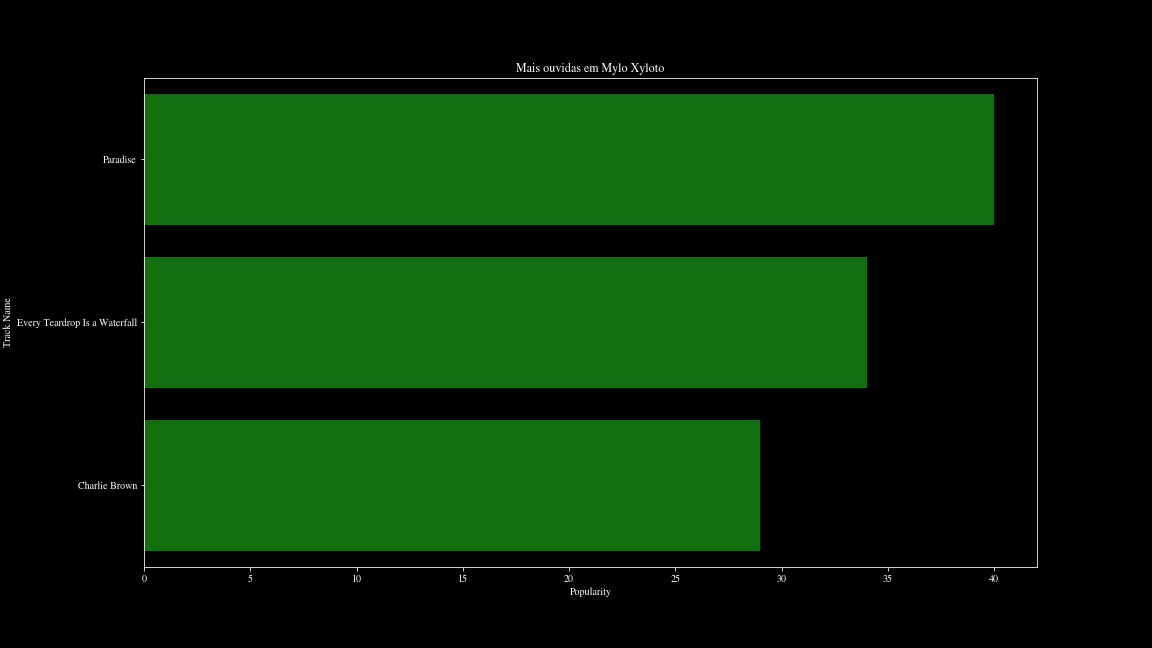 Mais ouvidas em Mylo Xyloto
Track Name
Paradise
Every Teardrop Is a Waterfall
Charlie Brown
0 5 10 15 20 25 30 35 40
Popularity